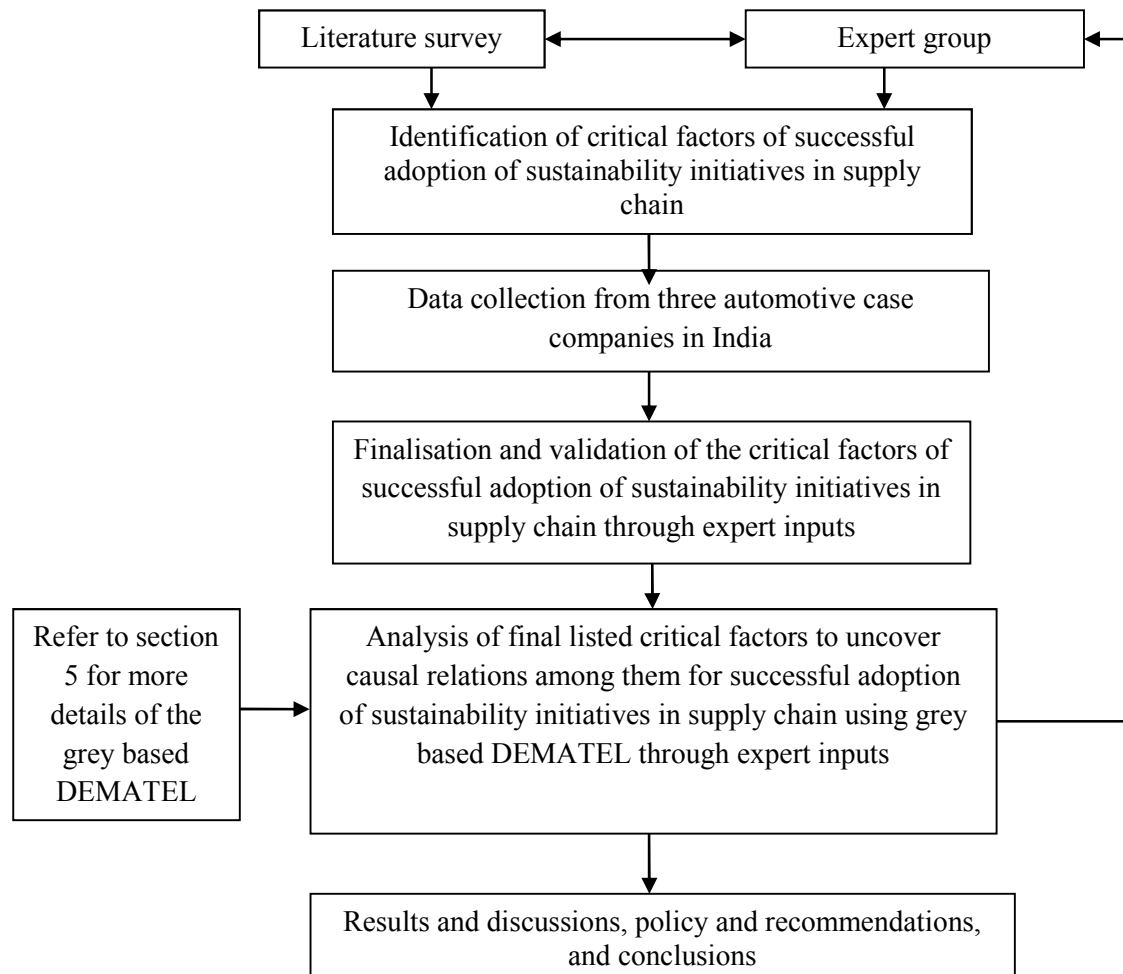 Literature survey
Expert group
Identification of critical factors of successful
adoption of sustainability initiatives in supply
chain
Data collection from three automotive case
companies in India
Finalisation and validation of the critical factors of
successful adoption of sustainability initiatives in
supply chain through expert inputs
Refer to section
5 for more
details of the
grey based
DEMATEL
Analysis of final listed critical factors to uncover
causal relations among them for successful adoption
of sustainability initiatives in supply chain using grey
based DEMATEL through expert inputs
Results and discussions, policy and recommendations,
and conclusions